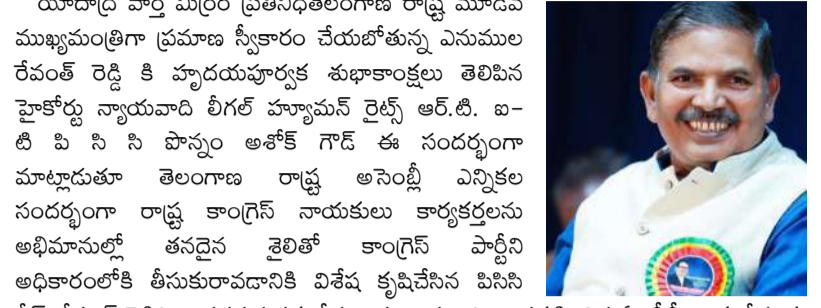 యాదాద్రి వార్త మిర్రం ప్రతినిధితెలంగాణ రాష్ట్ర మూడవ
ముఖ్యమంత్రిగా ప్రమాణ స్వీకారం చేయబోతున్న ఎనుముల
రేవంత్ రెడ్డి కి హృదయపూర్వక శుభాకాంక్షలు తెలిపిన
హైకోర్టు న్యాయవాది లీగల్ హ్యూమన్ రైట్స్ ఆర్.టి. ఐ-
టి పి సి సి పొన్నం అశోక్ గౌడ్ ఈ సందర్భంగా
మాట్లాడుతూ తెలంగాణ రాష్ట్ర అసెంబ్లీ ఎన్నికల
సందర్భంగా రాష్ట్ర కాంగ్రెస్ నాయకులు కార్యకర్తలను
అభిమానుల్లో తనదైన శైలితో కాంగ్రెస్ పార్టీని
అధికారంలోకి తీసుకురావడానికి విశేష కృషిచేసిన పిసిసి